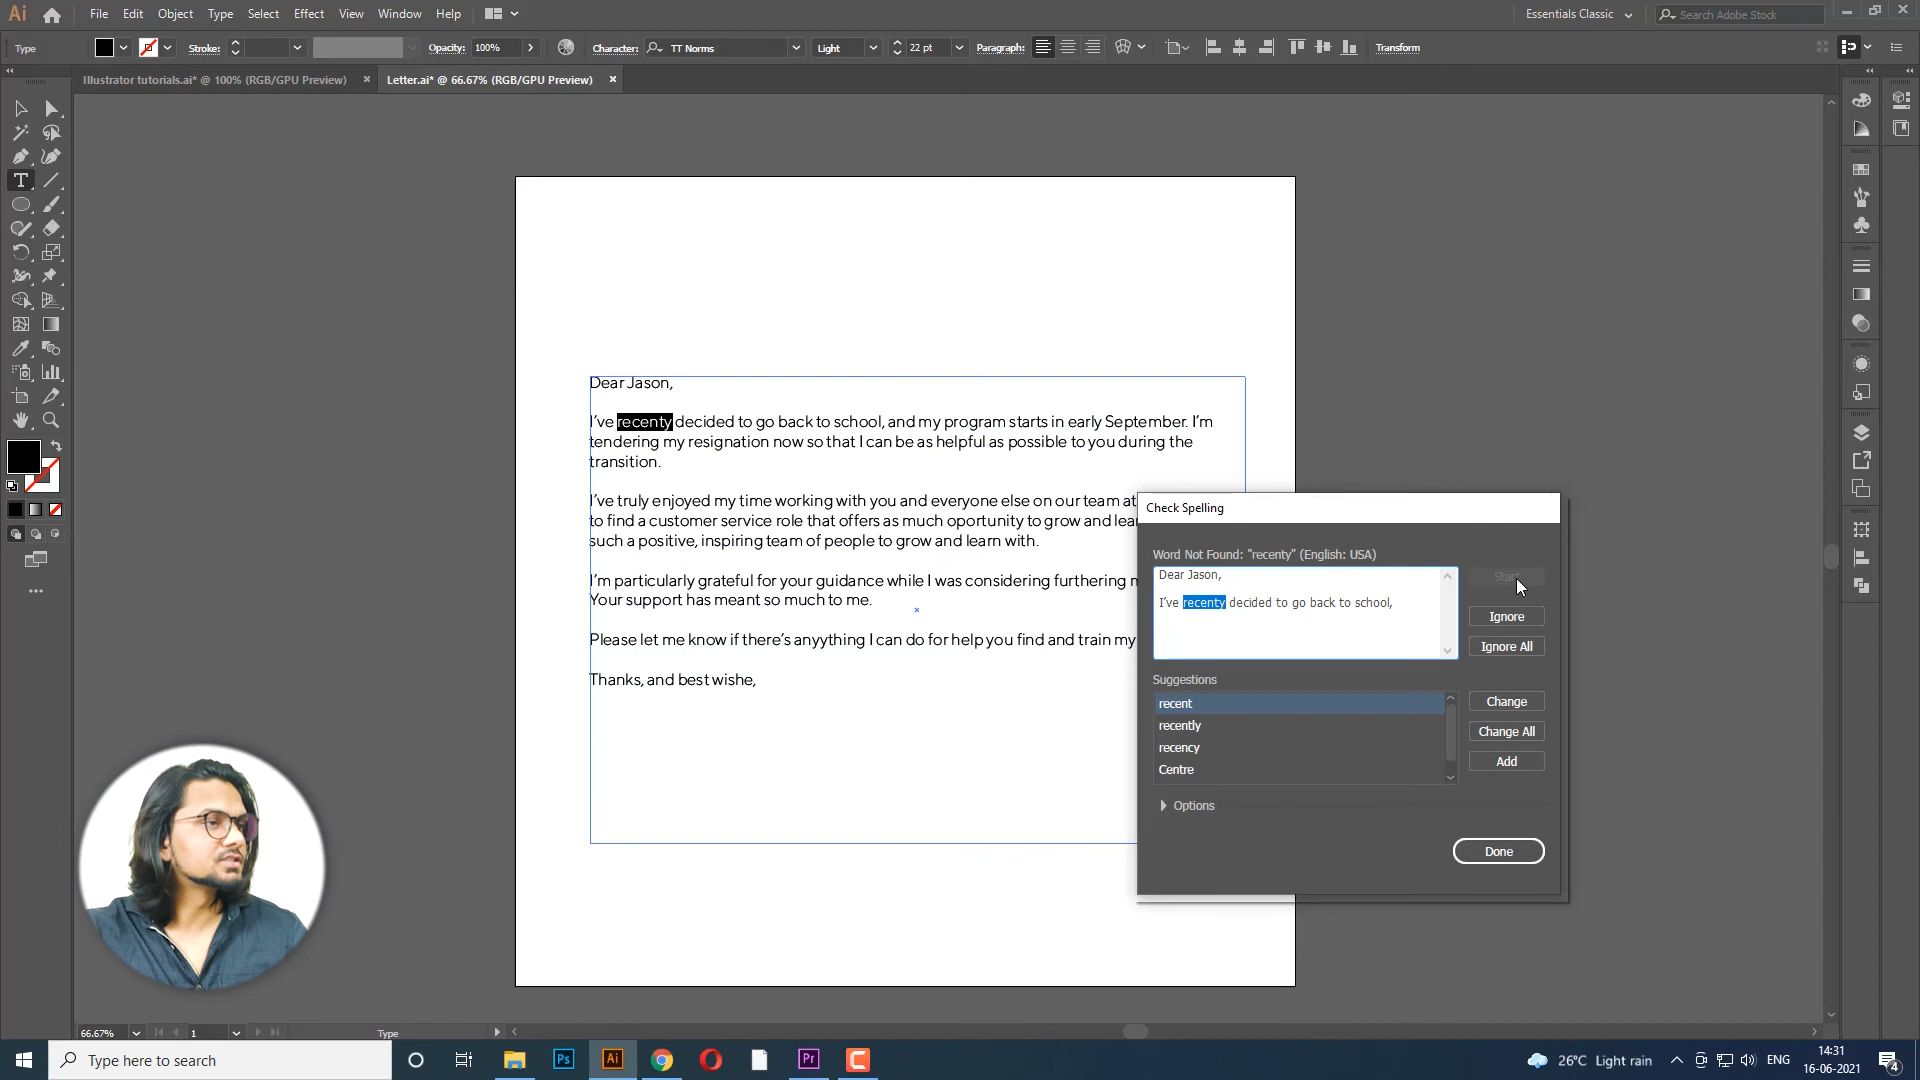 Ai
File Edit Object Type Select Effect View Window Help
Essentials Classic
Search Adobe Stock
Type
Stroke:
Opacity: 100%
Character: TT Norms
Light
22 pt
Paragraph:
Transform
Illustrator tutorials.ai* @ 100% (RGB/GPU Preview)
Letter.ai* @ 66.67% (RGB/GPU Preview)
Dear Jason,
I've recenty decided to go back to school, and my program starts in early September. I'm
tendering my resignation now so that I can be as helpful as possible to you during the
transition.
I've truly enjoyed my time working with you and everyone else on our team at
to find a customer service role that offers as much oportunity to grow and lear
such a positive, inspiring team of people to grow and learn with.
I'm particularly grateful for your guidance while I was considering furthering m
Your support has meant so much to me.
Please let me know if there's anyything I can do for help you find and train my
Thanks, and best wishe,
Check Spelling
Word Not Found: "recenty" (English: USA)
Dear Jason,
I've recenty decided to go back to school,
Start
Ignore
Ignore All
Suggestions
recent
recently
recency
Centre
Change
Change All
Add
Options
Done
66.67%
1
Type
Type here to search
Ps
Ai
Pr
26°C Light rain
ENG
14:31
16-06-2021
4